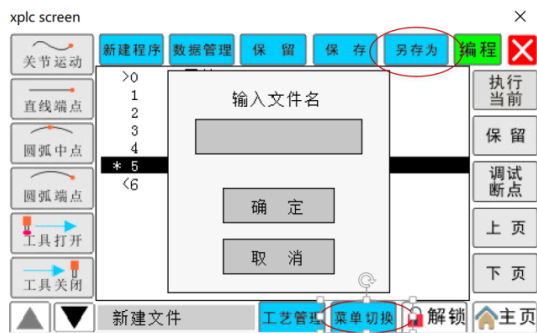 xplc screen
关节运动
新建程序
数据管理
保 留
保 存
另存为
编程
直线端点
圆弧中点
圆弧端点
工具打开
工具关闭
>0
1
2
3
4
* 5
<6
输入文件名
确 定
取 消
执行
当前
保 留
调试
断点
上 页
下 页
新建文件
工艺管理
菜单切换
解锁
主页